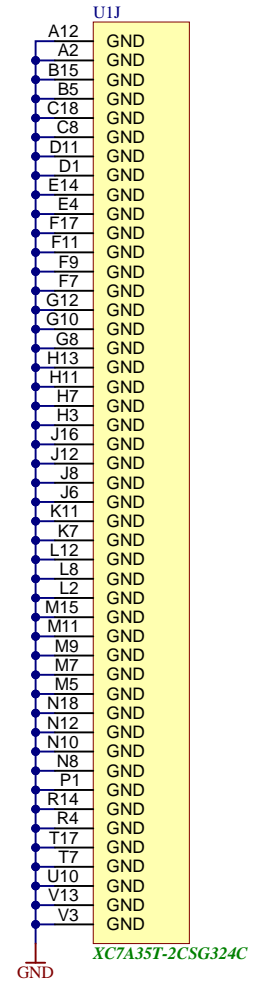 U1J
A12 GND
A2 GND
B15 GND
B5 GND
C18 GND
C8 GND
D11 GND
D1 GND
E14 GND
E4 GND
F17 GND
F11 GND
F9 GND
F7 GND
G12 GND
G10 GND
G8 GND
H13 GND
H11 GND
H7 GND
H3 GND
J16 GND
J12 GND
J8 GND
J6 GND
K11 GND
K7 GND
L12 GND
L8 GND
L2 GND
M15 GND
M11 GND
M9 GND
M7 GND
M5 GND
N18 GND
N12 GND
N10 GND
N8 GND
P1 GND
R14 GND
R4 GND
T17 GND
T7 GND
U10 GND
V13 GND
V3 GND
XC7A35T-2CSG324C
GND